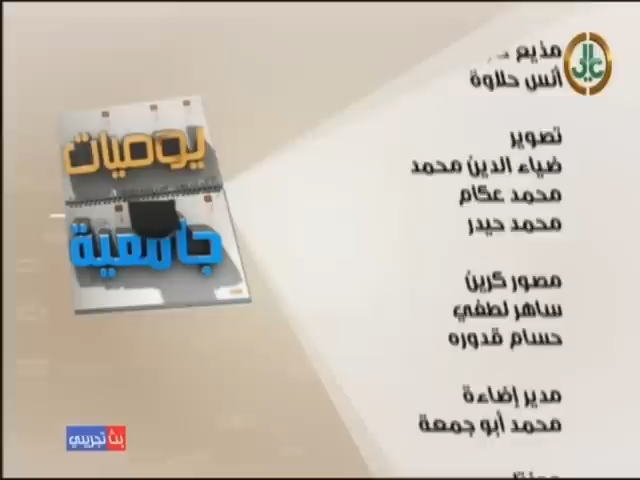 مذيع
أنس حلاوة
تصوير
ضياء الدين محمد
محمد عكام
محمد حيدر
مصور كرين
ساهر لطفي
حسام قدوره
مدير إضاءة
محمد أبو جمعة
يوميات
جامعية
بث تجريبي